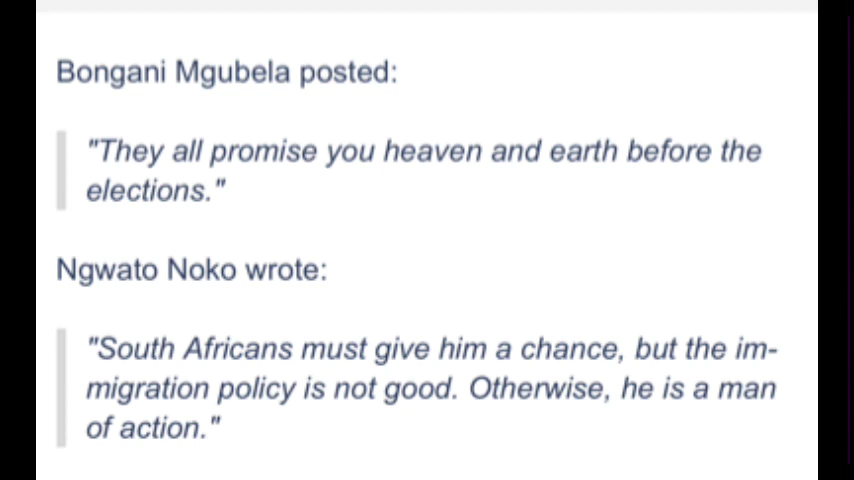 Bongani Mgubela posted:
"They all promise you heaven and earth before the
elections."
Ngwato Noko wrote:
"South Africans must give him a chance, but the im-
migration policy is not good. Otherwise, he is a man
of action."